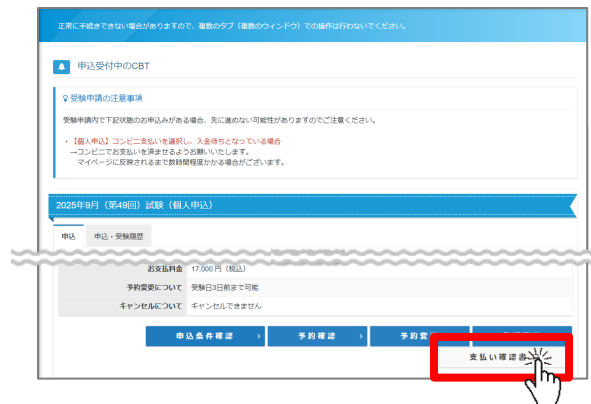 正常に手続きできない場合がありますので、複数のタブ(複数のウィンドウ)での操作は行わないでください。
申込受付中のCBT
受験申請の注意事項
受験申請内で下記状態のお申込みがある場合、先に進めない可能性がありますのでご注意ください。
・【個人申込】コンビニ支払いを選択し、入金待ちとなっている場合
→コンビニでお支払いを済ませるようお願いいたします。
マイページに反映されるまで数時間程度かかる場合がございます。
2025年9月(第49回)試験(個人申込)
申込 申込・受験履歴
お支払料金 17,000 円(税込)
予約変更について 受験日3日前まで可能
キャンセルについて キャンセルできません
申込条件確認 予約確認 予約変
支払い確認書